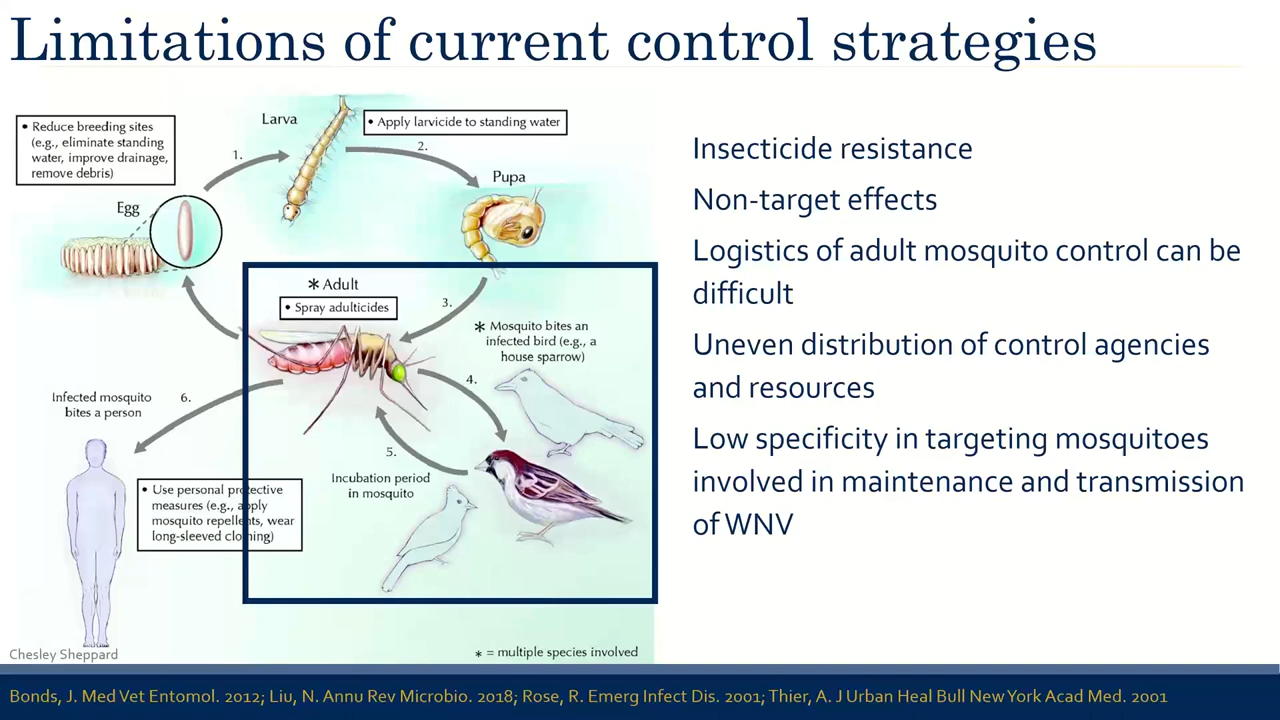 Limitations of current control strategies
• Reduce breeding sites
(e.g., eliminate standing
water, improve drainage,
remove debris)
1.
Larva
• Apply larvicide to standing water
2.
Pupa
Egg
* Adult
• Spray adulticides
3.
* Mosquito bites an
infected bird (e.g., a
house sparrow)
4.
5.
Incubation period
in mosquito
6.
Infected mosquito
bites a person
• Use personal protective
measures (e.g., apply
mosquito repellents, wear
long-sleeved clothing)
* = multiple species involved
Chesley Sheppard
Insecticide resistance
Non-target effects
Logistics of adult mosquito control can be
difficult
Uneven distribution of control agencies
and resources
Low specificity in targeting mosquitoes
involved in maintenance and transmission
of WNV
Bonds, J. Med Vet Entomol. 2012; Liu, N. Annu Rev Microbio. 2018; Rose, R. Emerg Infect Dis. 2001; Thier, A. J Urban Heal Bull New York Acad Med. 2001